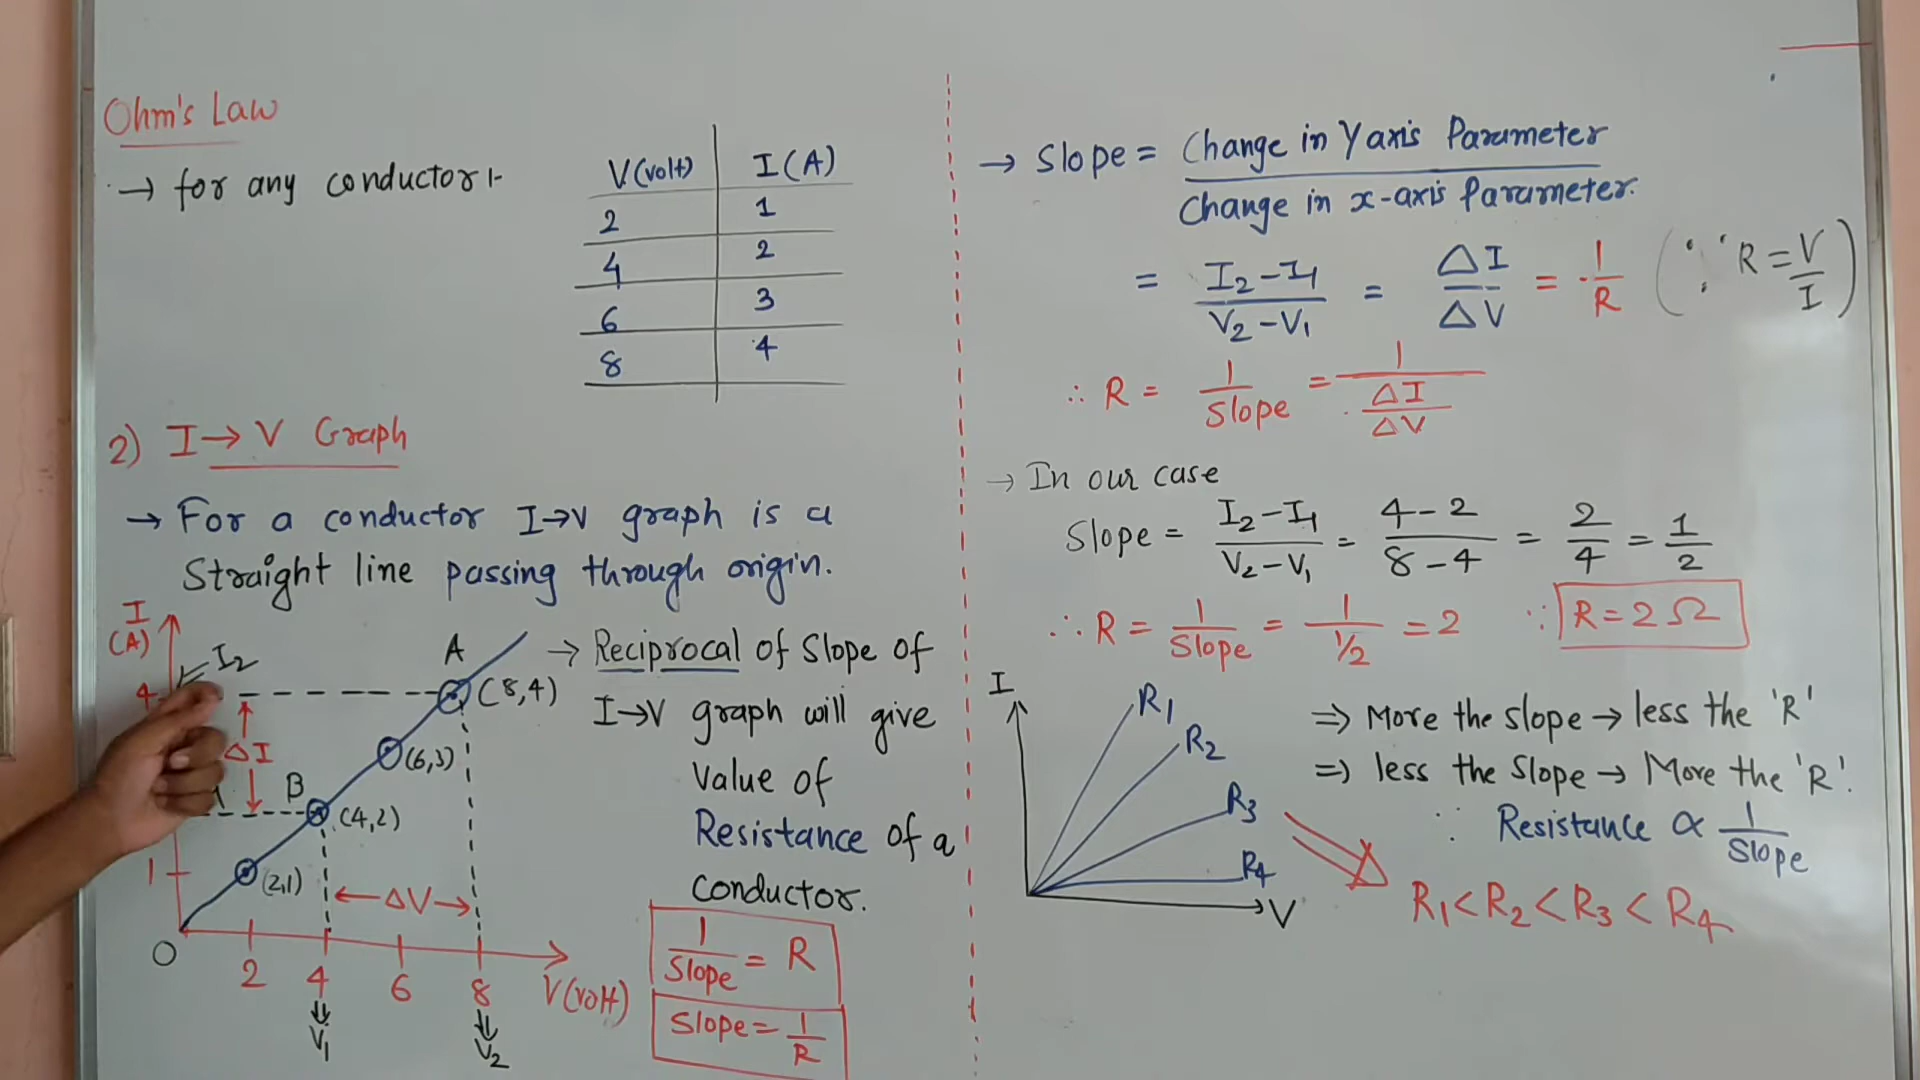 Ohm's Law
→ for any conductor :-
V(volt) I(A)
2 1
4 2
6 3
8 4
2) I→V Graph
→ For a conductor I→V graph is a
Straight line passing through origin.
I
(A)
I2
4
A
(8,4)
ΔI
(6,3)
B
(4,2)
1
(2,1)
←ΔV→
O
2 4 6 8 V(volt)
V1 V2
→ Reciprocal of Slope of
I→V graph will give
Value of
Resistance of a
conductor.
1/Slope = R
Slope = 1/R
→ Slope = Change in Y axis Parameter / Change in x-axis Parameter.
= I2-I1 / V2-V1 = ΔI / ΔV = 1/R (∵ R = V/I)
∴ R = 1/Slope = 1 / (ΔI/ΔV)
→ In our case
Slope = I2-I1 / V2-V1 = 4-2 / 8-4 = 2/4 = 1/2
∴ R = 1/Slope = 1 / ½ = 2 ∵ R = 2 Ω
I
R1
R2
R3
R4
V
⇒ More the Slope → less the 'R'
⇒ less the Slope → More the 'R'.
∴ Resistance ∝ 1/Slope
R1 < R2 < R3 < R4